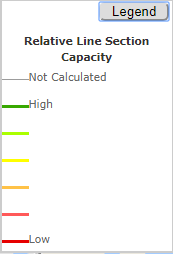 Legend
Relative Line Section
Capacity
Not Calculated
High
Low